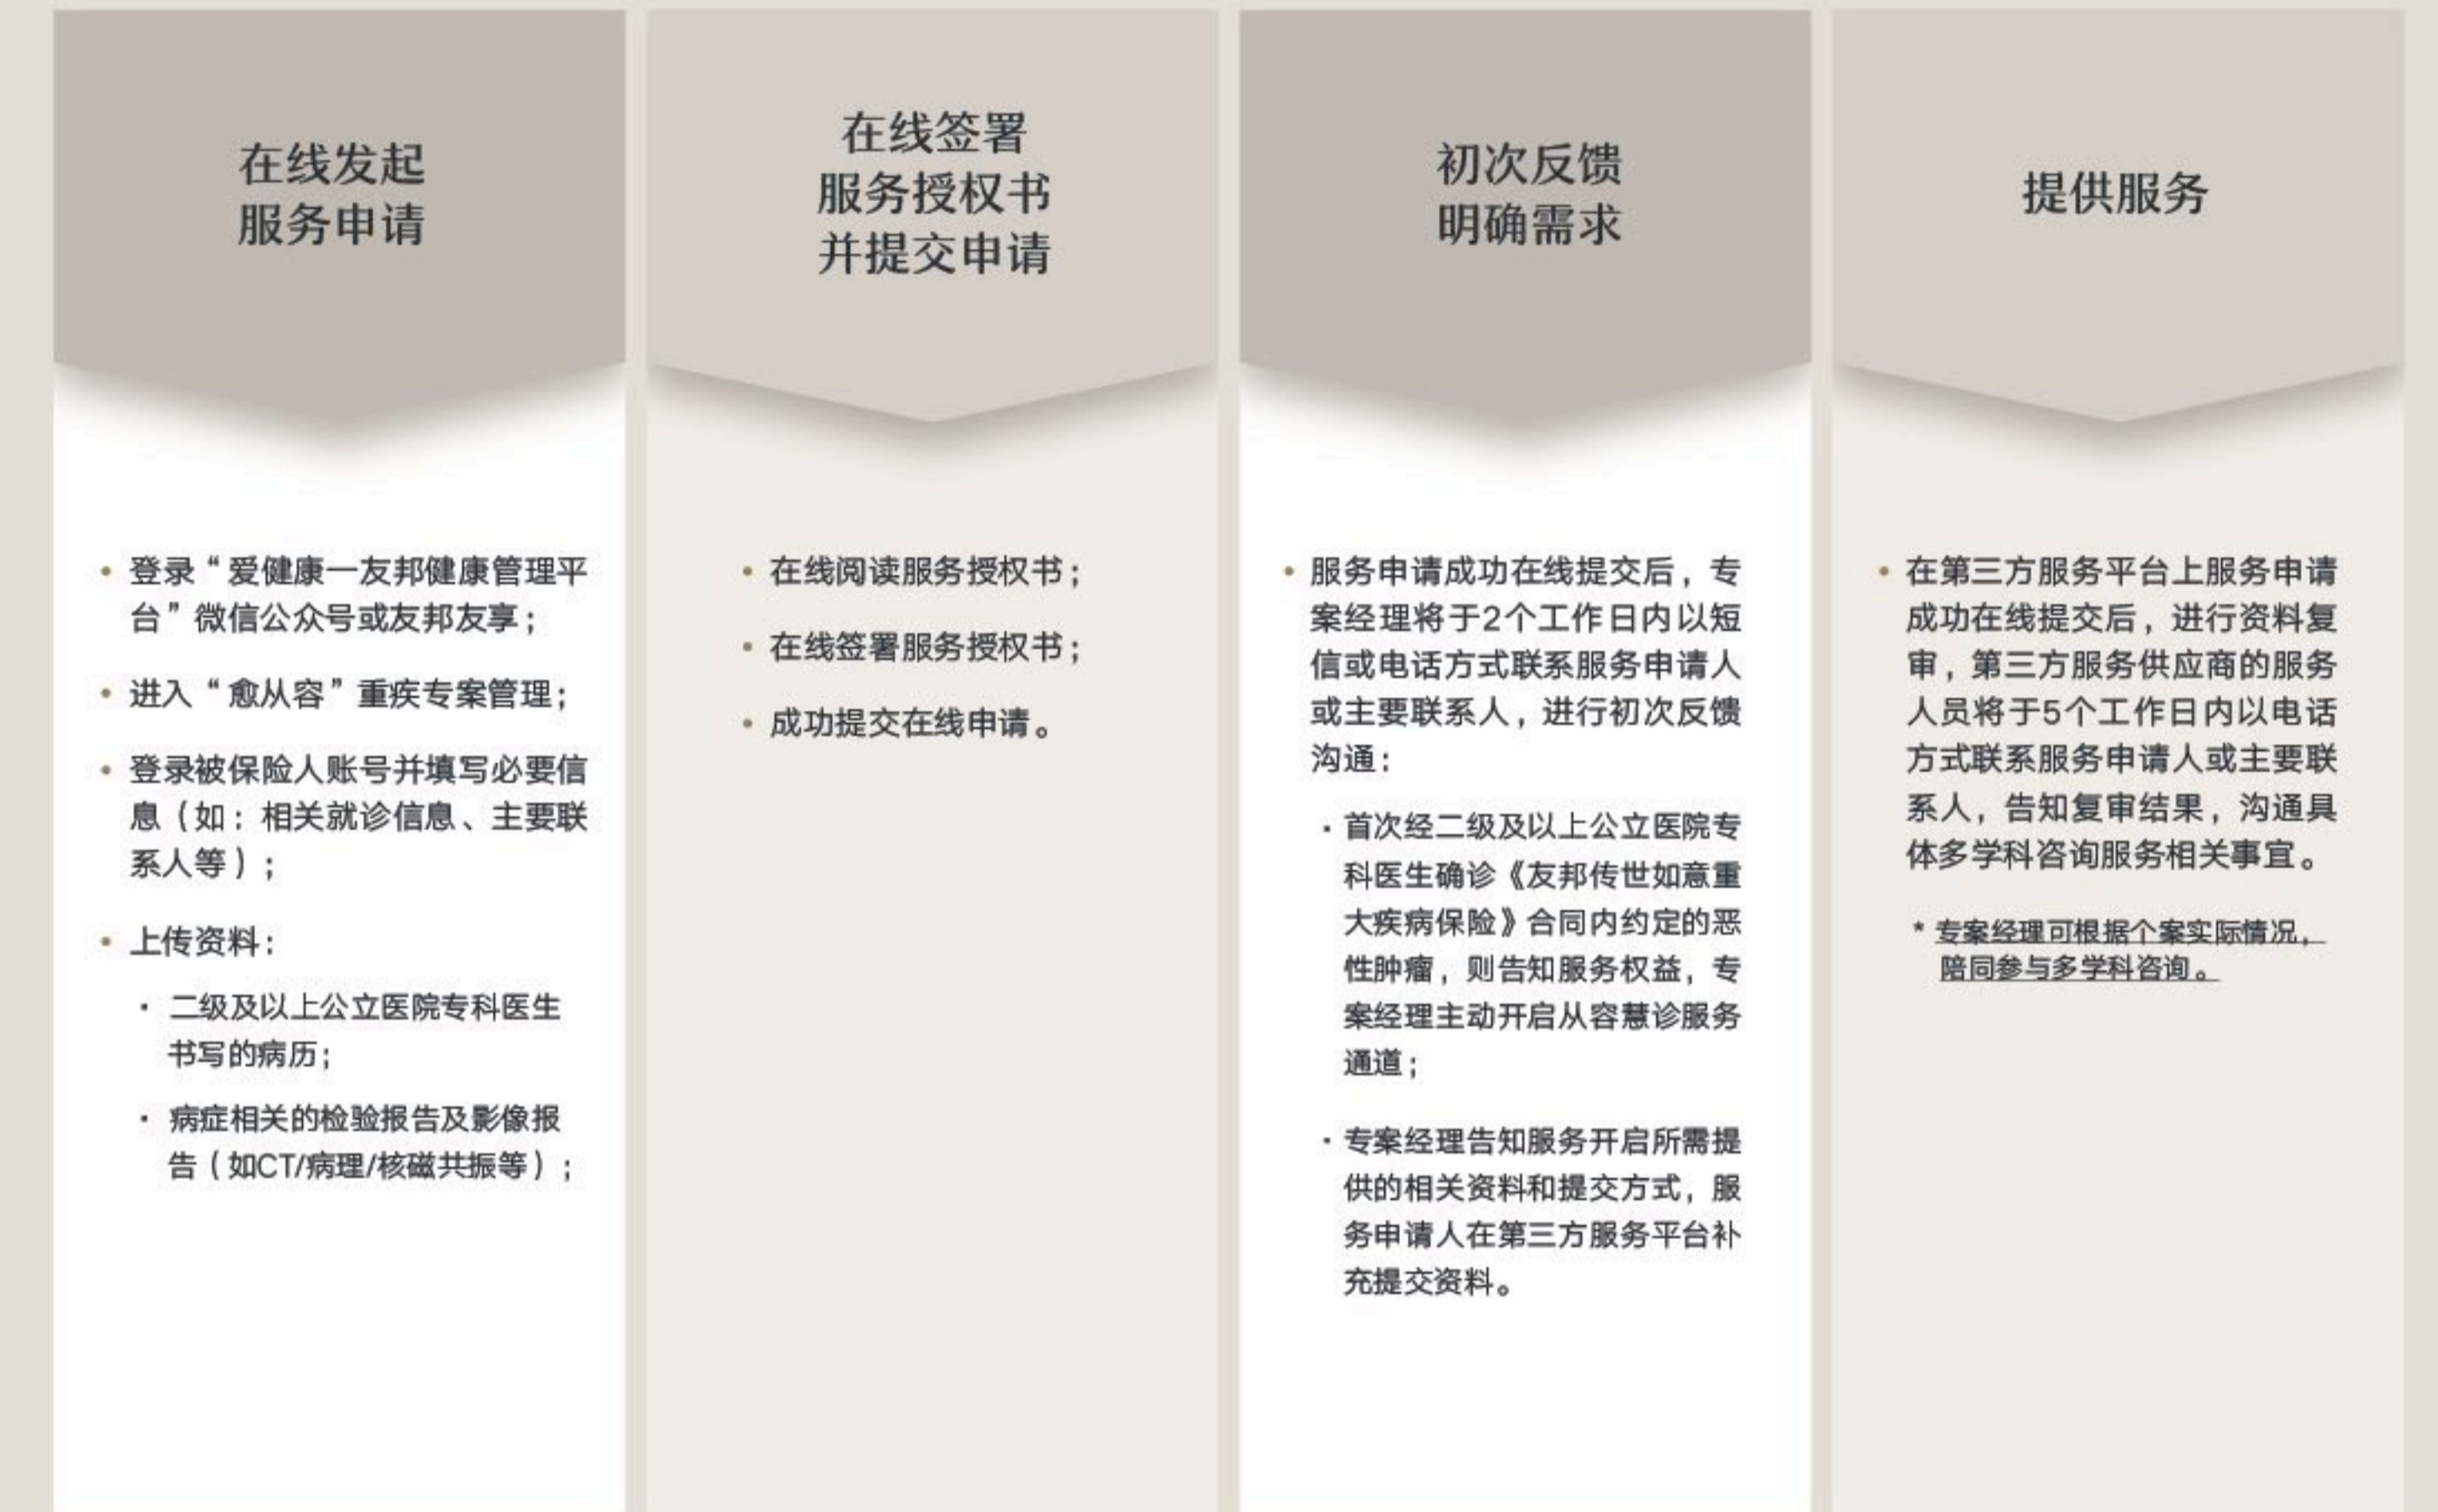 在线发起
服务申请
• 登录“爱健康一友邦健康管理平
台”微信公众号或友邦友享；
• 进入“愈从容”重疾专案管理；
• 登录被保险人账号并填写必要信
息（如：相关就诊信息、主要联
系人等）；
• 上传资料：
· 二级及以上公立医院专科医生
书写的病历；
· 病症相关的检验报告及影像报
告（如CT/病理/核磁共振等）；
在线签署
服务授权书
并提交申请
• 在线阅读服务授权书；
• 在线签署服务授权书；
• 成功提交在线申请。
初次反馈
明确需求
• 服务申请成功在线提交后，专
案经理将于2个工作日内以短
信或电话方式联系服务申请人
或主要联系人，进行初次反馈
沟通：
· 首次经二级及以上公立医院专
科医生确诊《友邦传世如意重
大疾病保险》合同内约定的恶
性肿瘤，则告知服务权益，专
案经理主动开启从容慧诊服务
通道；
· 专案经理告知服务开启所需提
供的相关资料和提交方式，服
务申请人在第三方服务平台补
充提交资料。
提供服务
• 在第三方服务平台上服务申请
成功在线提交后，进行资料复
审，第三方服务供应商的服务
人员将于5个工作日内以电话
方式联系服务申请人或主要联
系人，告知复审结果，沟通具
体多学科咨询服务相关事宜。
* 专案经理可根据个案实际情况，
陪同参与多学科咨询。